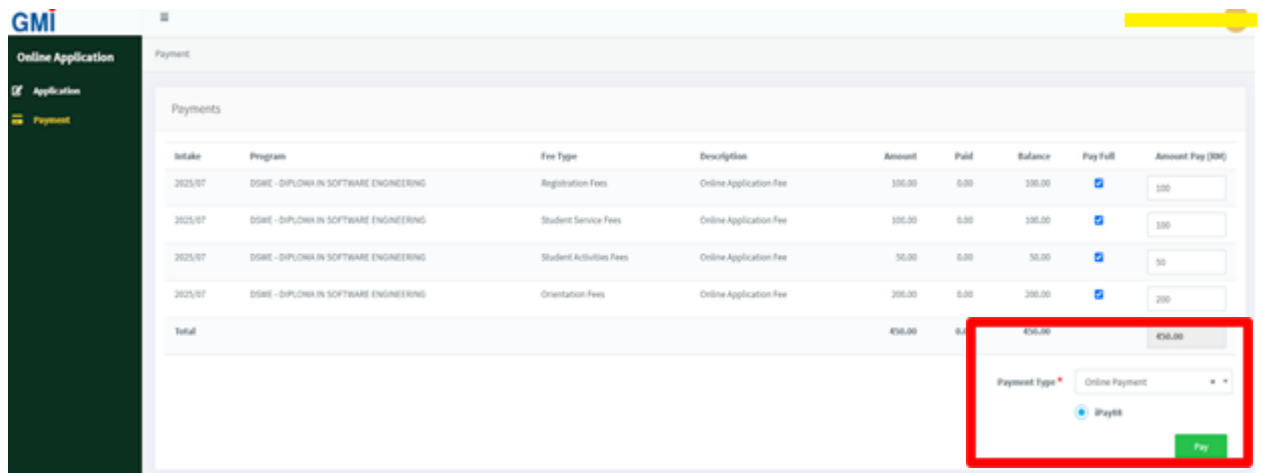 GMI
Online Application
Payment
Application
Payment
Payments
Intake Program Fee Type Description Amount Paid Balance Pay Full Amount Pay (RM)
2025/07 DSWE - DIPLOMA IN SOFTWARE ENGINEERING Registration Fees Online Application Fee 100.00 0.00 100.00 100
2025/07 DSWE - DIPLOMA IN SOFTWARE ENGINEERING Student Service Fees Online Application Fee 100.00 0.00 100.00 100
2025/07 DSWE - DIPLOMA IN SOFTWARE ENGINEERING Student Activities Fees Online Application Fee 50.00 0.00 50.00 50
2025/07 DSWE - DIPLOMA IN SOFTWARE ENGINEERING Orientation Fees Online Application Fee 200.00 0.00 200.00 200
Total 450.00 450.00 450.00
Payment Type * Online Payment × 
iPay88
Pay